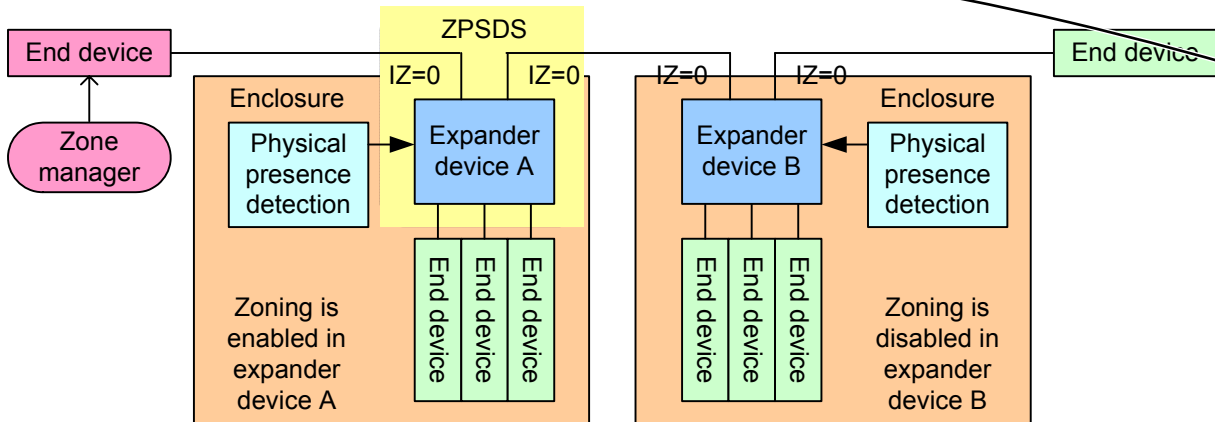 ZPSDS
End device
Zone
manager
IZ=0
IZ=0
Enclosure
Physical
presence
detection
Expander
device A
End device
End device
End device
Zoning is
enabled in
expander
device A
IZ=0
IZ=0
Enclosure
Expander
device B
Physical
presence
detection
End device
End device
End device
Zoning is
disabled in
expander
device B
End device